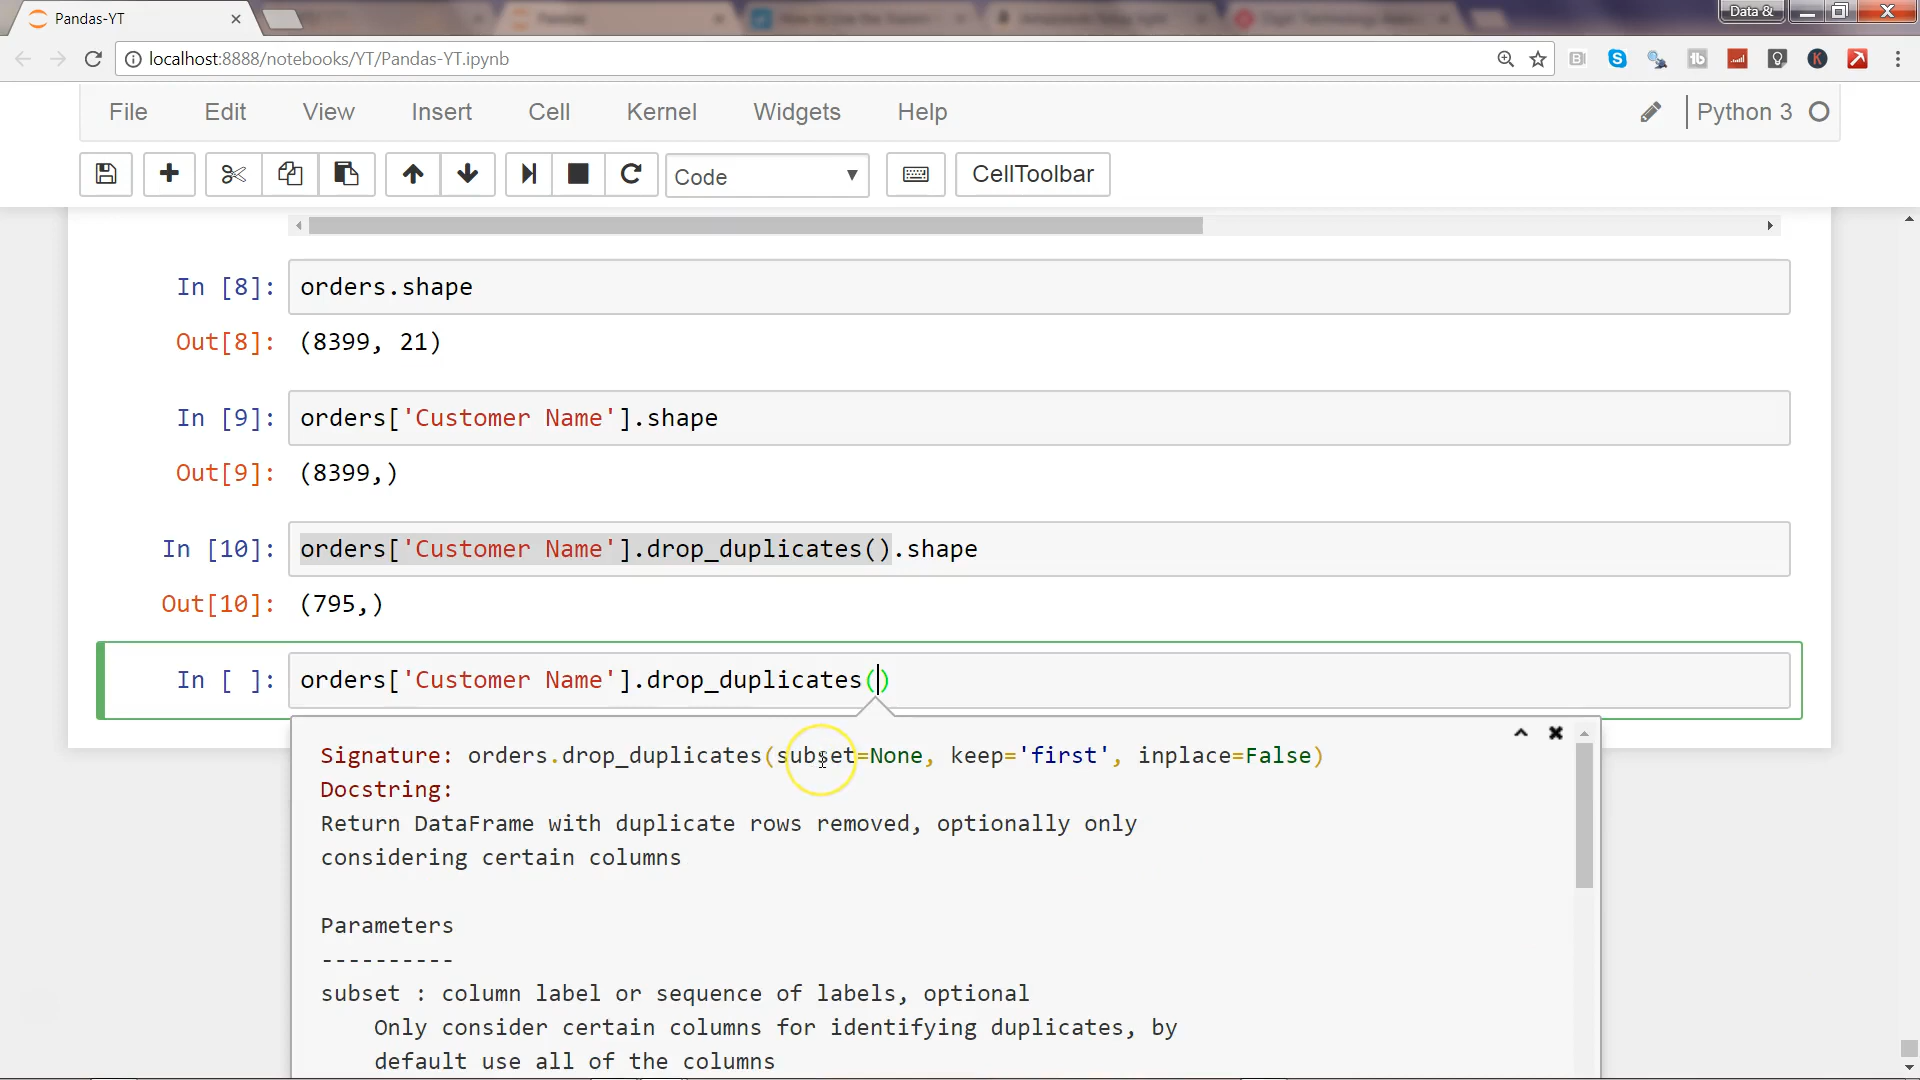 Pandas-YT
Pandas
Data &
localhost:8888/notebooks/YT/Pandas-YT.ipynb
File Edit View Insert Cell Kernel Widgets Help
Python 3
Code
CellToolbar
In [8]: orders.shape
Out[8]: (8399, 21)
In [9]: orders['Customer Name'].shape
Out[9]: (8399,)
In [10]: orders['Customer Name'].drop_duplicates().shape
Out[10]: (795,)
In [ ]: orders['Customer Name'].drop_duplicates()
Signature: orders.drop_duplicates(subset=None, keep='first', inplace=False)
Docstring:
Return DataFrame with duplicate rows removed, optionally only
considering certain columns
Parameters
----------
subset : column label or sequence of labels, optional
Only consider certain columns for identifying duplicates, by
default use all of the columns